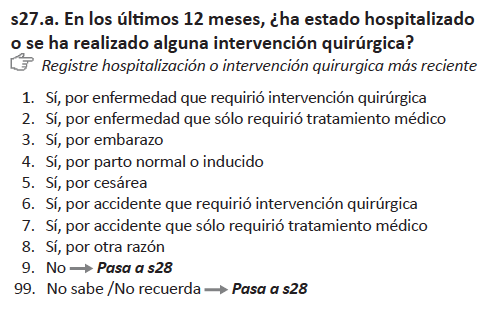 s27.a. En los últimos 12 meses, ¿ha estado hospitalizado
o se ha realizado alguna intervención quirúrgica?
Registre hospitalización o intervención quirurgica más reciente
1. Sí, por enfermedad que requirió intervención quirúrgica
2. Sí, por enfermedad que sólo requirió tratamiento médico
3. Sí, por embarazo
4. Sí, por parto normal o inducido
5. Sí, por cesárea
6. Sí, por accidente que requirió intervención quirúrgica
7. Sí, por accidente que sólo requirió tratamiento médico
8. Sí, por otra razón
9. No → Pasa a s28
99. No sabe /No recuerda → Pasa a s28